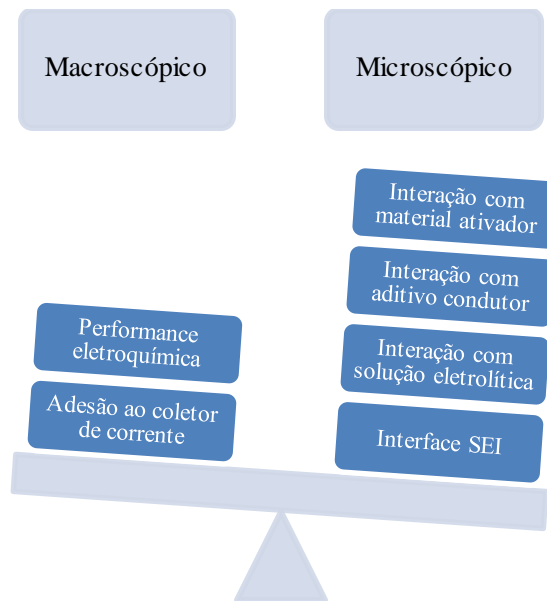 Macroscópico
Microscópico
Interação com
material ativador
Interação com
aditivo condutor
Performance
eletroquímica
Interação com
solução eletrolítica
Adesão ao coletor
de corrente
Interface SEI